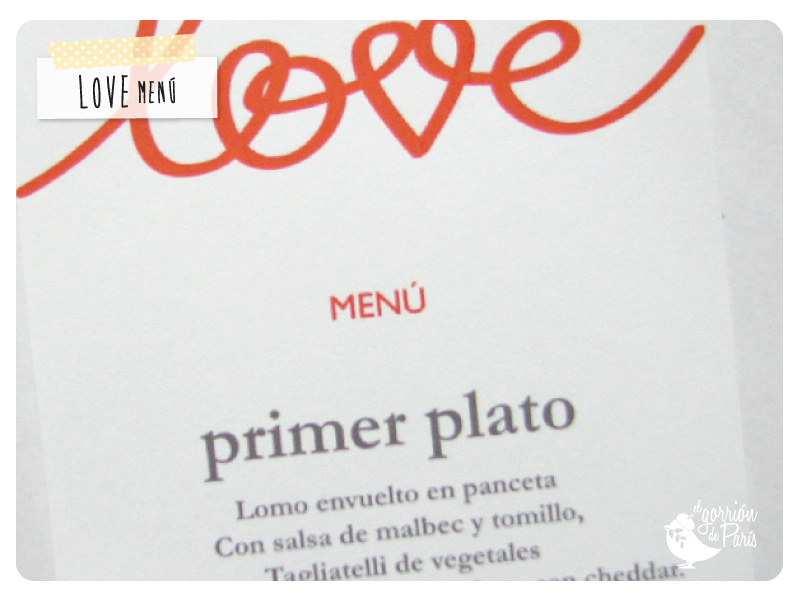 love
LOVE MENÚ
MENÚ
primer plato
Lomo envuelto en panceta
Con salsa de malbec y tomillo,
Tagliatelli de vegetales
con cheddar.
el gorrión
de París